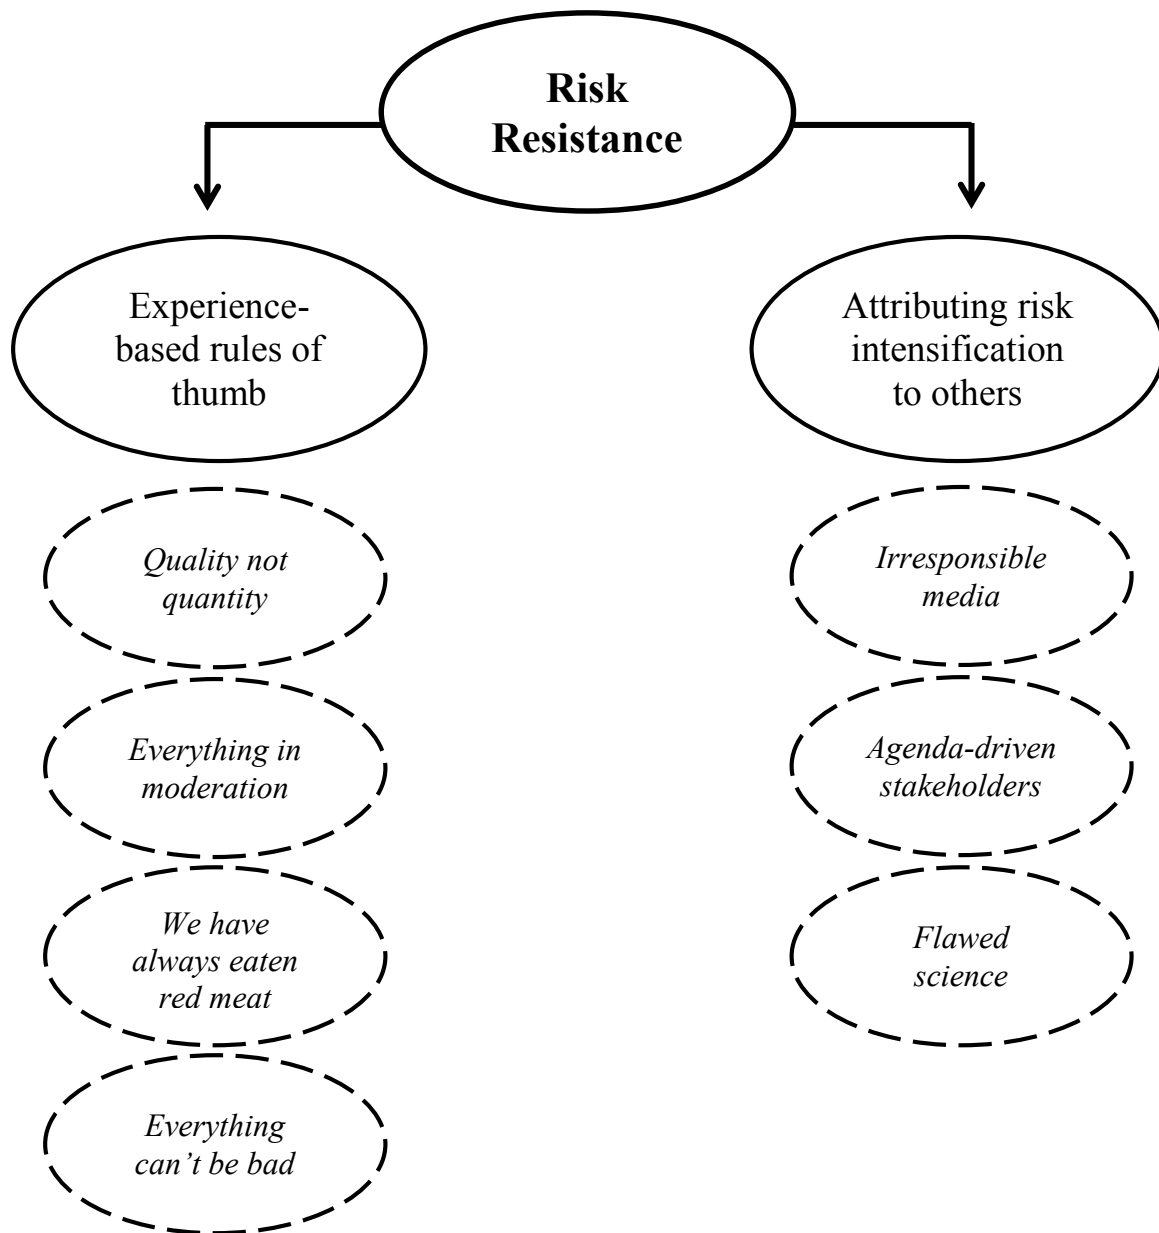 Risk
Resistance
Experience-
based rules of
thumb
Attributing risk
intensification
to others
Quality not
quantity
Irresponsible
media
Everything in
moderation
Agenda-driven
stakeholders
We have
always eaten
red meat
Flawed
science
Everything
can’t be bad